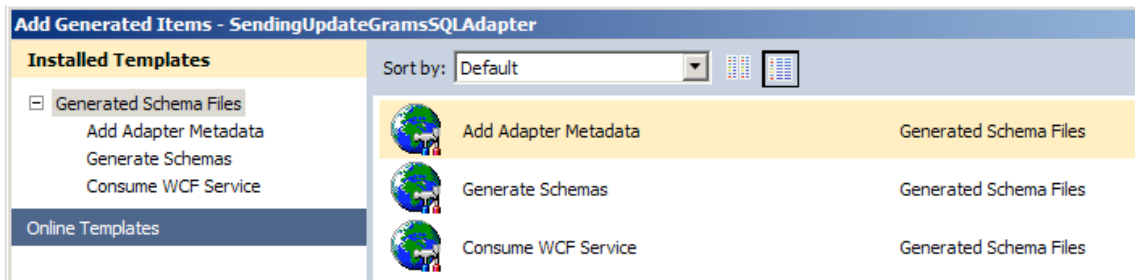 Add Generated Items - SendingUpdateGramsSQLAdapter
Installed Templates
Generated Schema Files
Add Adapter Metadata
Generate Schemas
Consume WCF Service
Online Templates
Sort by: Default
Add Adapter Metadata Generated Schema Files
Generate Schemas Generated Schema Files
Consume WCF Service Generated Schema Files